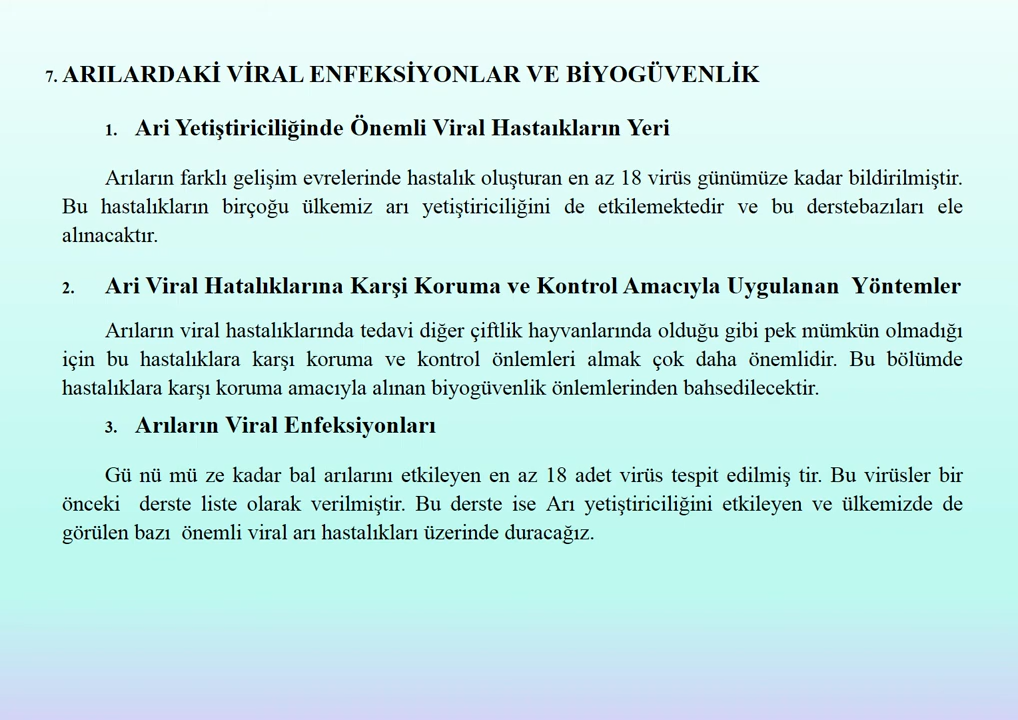 7. ARILARDAKİ VİRAL ENFEKSİYONLAR VE BİYOGÜVENLİK
1. Ari Yetiştiriciliğinde Önemli Viral Hastaıkların Yeri
Arıların farklı gelişim evrelerinde hastalık oluşturan en az 18 virüs günümüze kadar bildirilmiştir.
Bu hastalıkların birçoğu ülkemiz arı yetiştiriciliğini de etkilemektedir ve bu derstebazıları ele
alınacaktır.
2. Ari Viral Hatalıklarına Karşi Koruma ve Kontrol Amacıyla Uygulanan Yöntemler
Arıların viral hastalıklarında tedavi diğer çiftlik hayvanlarında olduğu gibi pek mümkün olmadığı
için bu hastalıklara karşı koruma ve kontrol önlemleri almak çok daha önemlidir. Bu bölümde
hastalıklara karşı koruma amacıyla alınan biyogüvenlik önlemlerinden bahsedilecektir.
3. Arıların Viral Enfeksiyonları
Gü nü mü ze kadar bal arılarını etkileyen en az 18 adet virüs tespit edilmiş tir. Bu virüsler bir
önceki derste liste olarak verilmiştir. Bu derste ise Arı yetiştiriciliğini etkileyen ve ülkemizde de
görülen bazı önemli viral arı hastalıkları üzerinde duracağız.